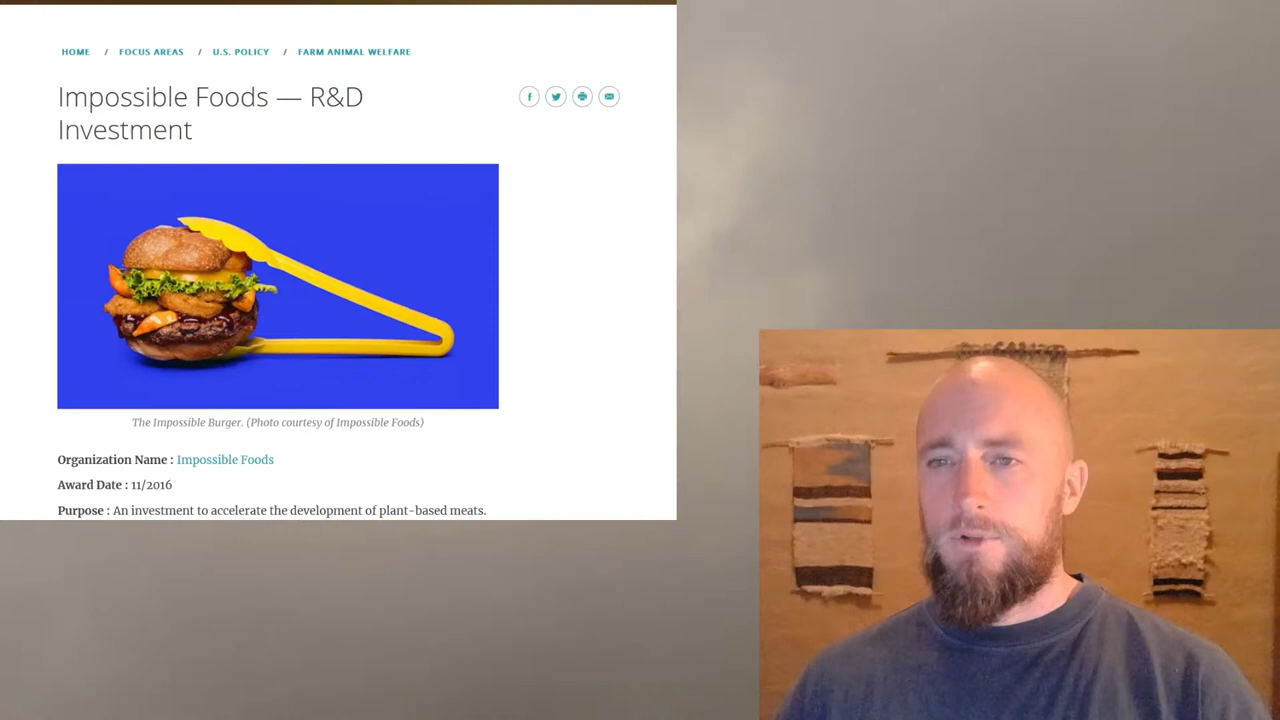 HOME / FOCUS AREAS / U.S. POLICY / FARM ANIMAL WELFARE
Impossible Foods — R&D
Investment
The Impossible Burger. (Photo courtesy of Impossible Foods)
Organization Name : Impossible Foods
Award Date : 11/2016
Purpose : An investment to accelerate the development of plant-based meats.